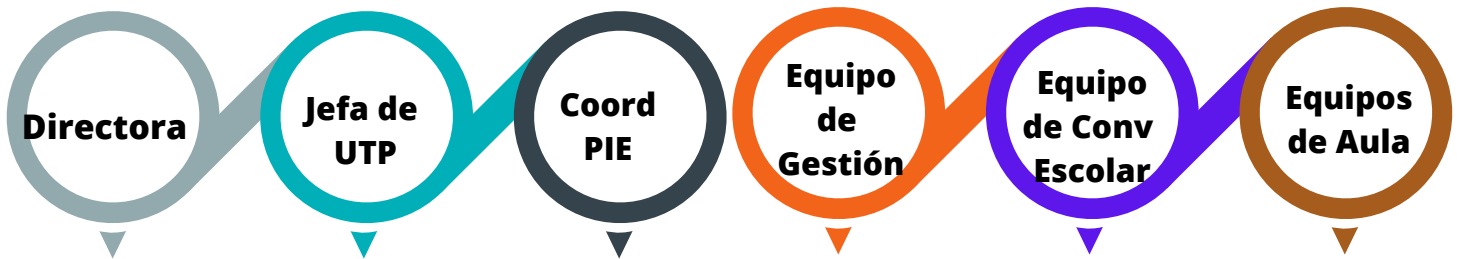 Directora
Jefa de
UTP
Coord
PIE
Equipo
de
Gestión
Equipo
de Conv
Escolar
Equipos
de Aula